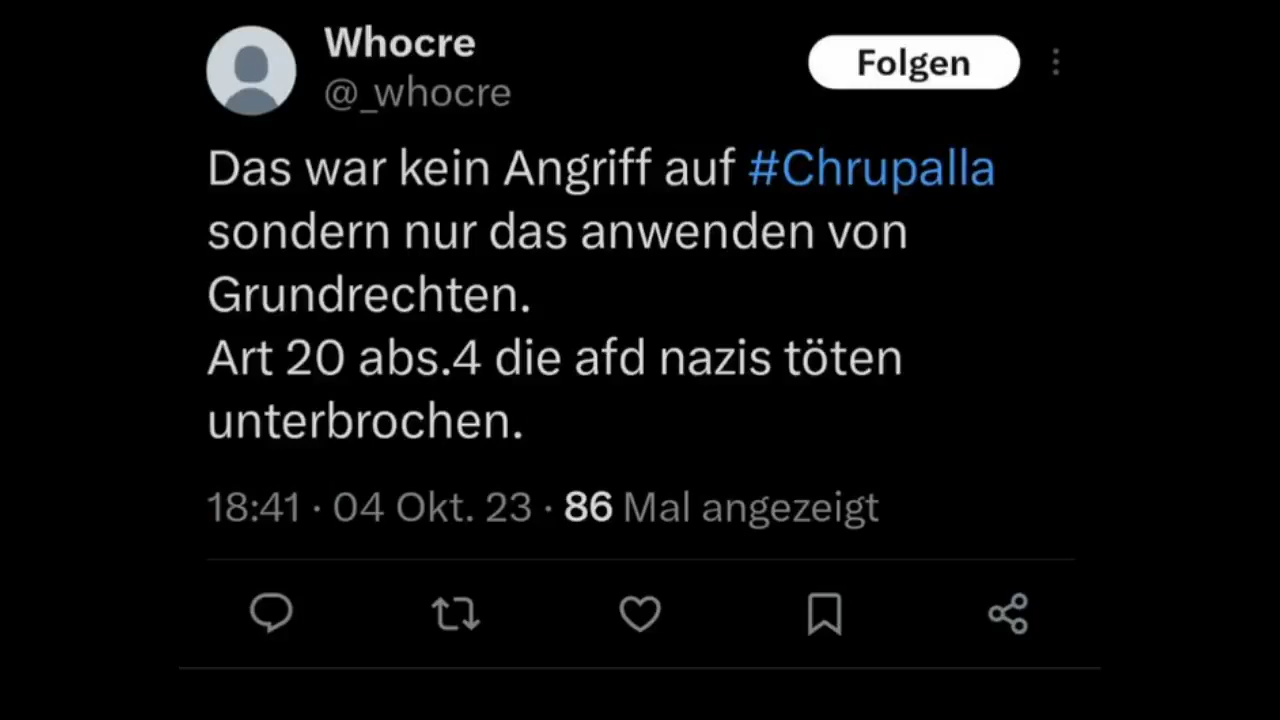 Whocre
@_whocre
Folgen
Das war kein Angriff auf #Chrupalla
sondern nur das anwenden von
Grundrechten.
Art 20 abs.4 die afd nazis töten
unterbrochen.
18:41 · 04 Okt. 23 · 86 Mal angezeigt